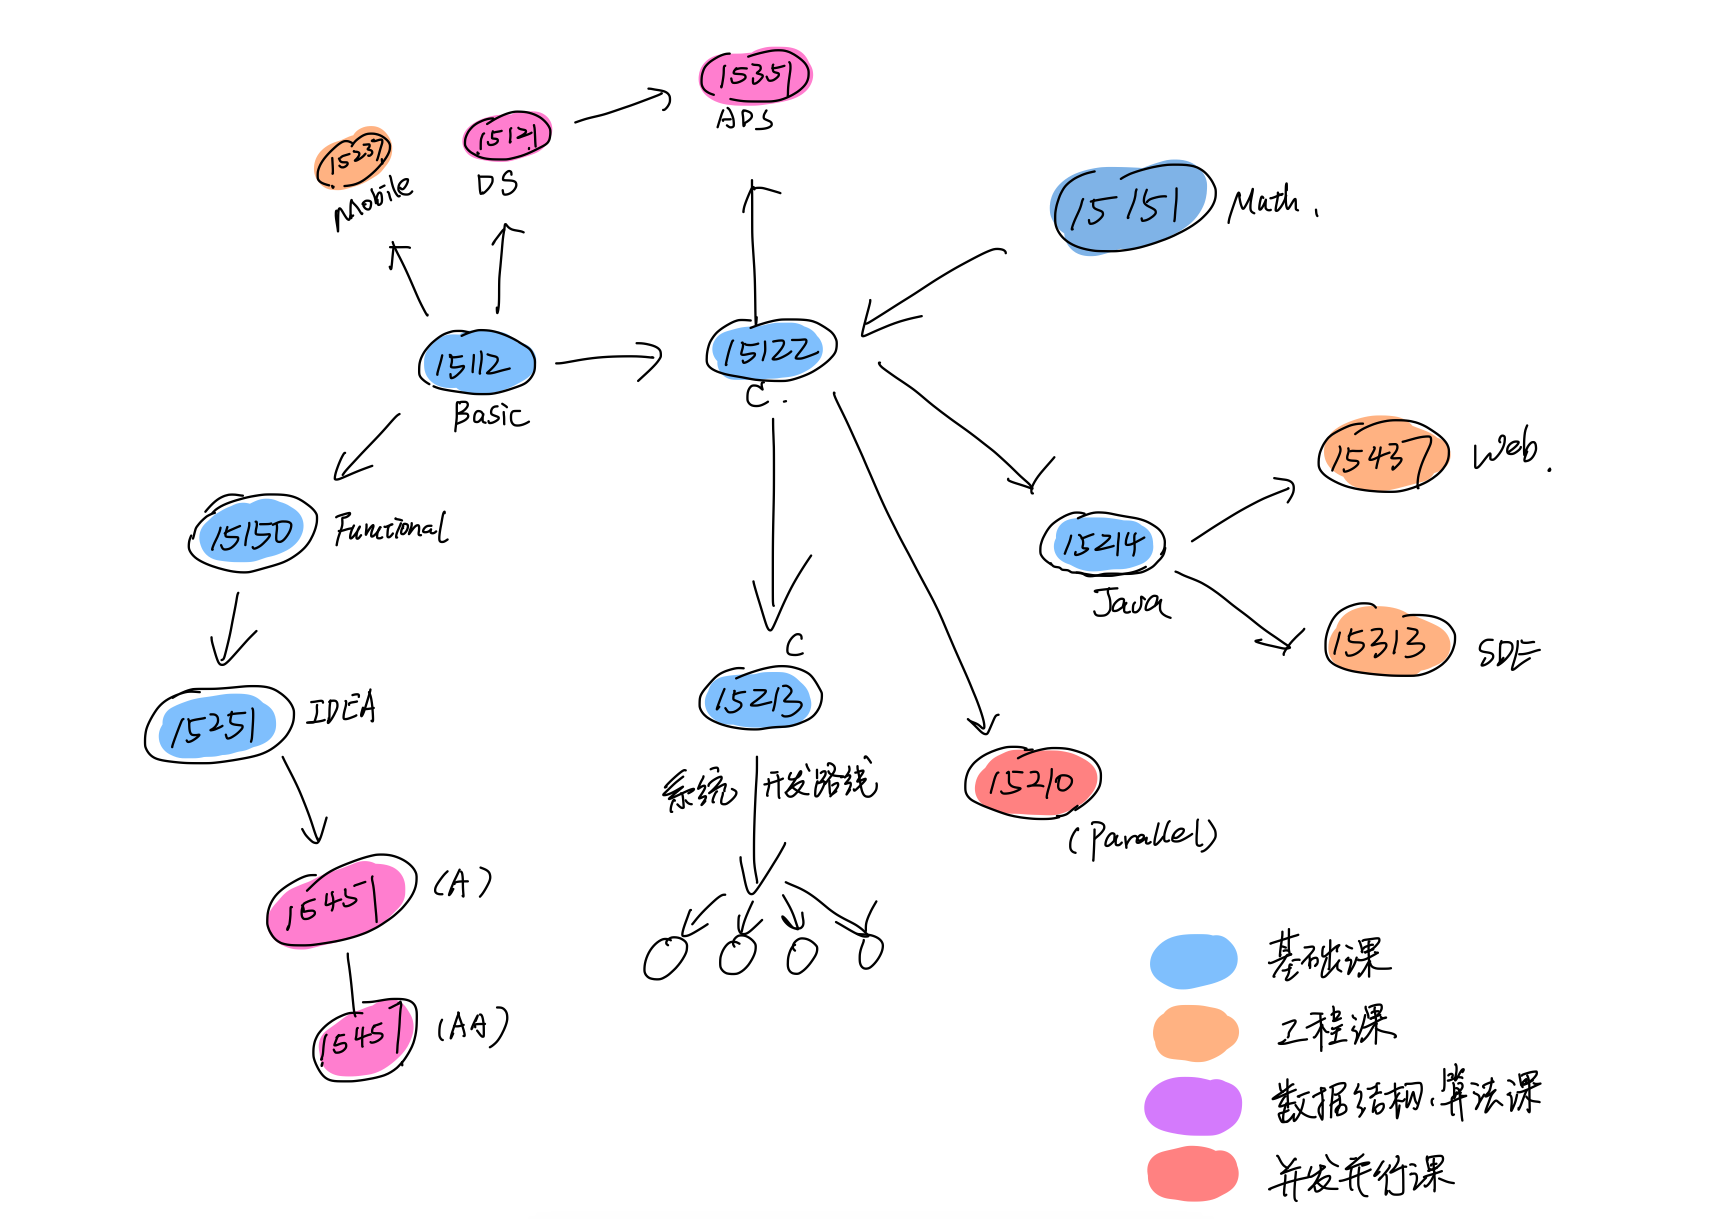 15351
ADS
15237
Mobile
15121
DS
15151 Math.
15112
Basic
15122
C.
15437 Web.
15150 Functional
15214
Java
15313 SDE
C
15213
15251 IDEA
系统 开发路线
15210
(Parallel)
15451 (A)
15457 (AA)
基础课
工程课
数据结构、算法课
并发并行课